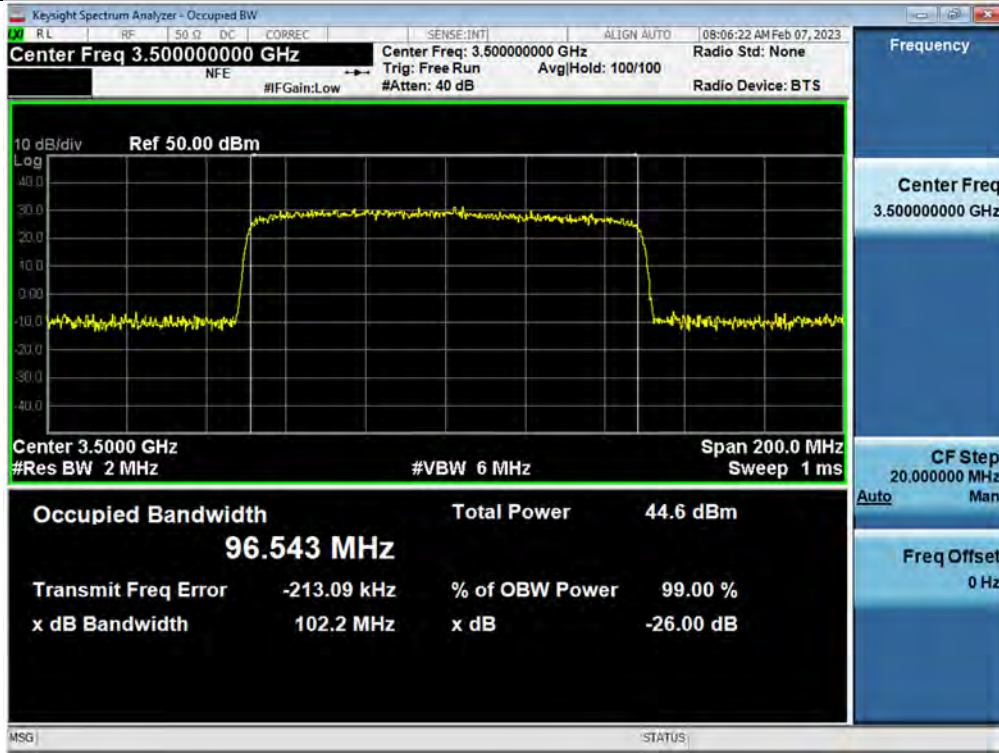 Keysight Spectrum Analyzer - Occupied BW
LXI RL RF 50 Ω DC CORREC SENSE:INT ALIGN AUTO 08:06:22 AM Feb 07, 2023
Center Freq 3.500000000 GHz
NFE
#IFGain:Low
Center Freq: 3.500000000 GHz
Trig: Free Run Avg|Hold: 100/100
#Atten: 40 dB
Radio Std: None
Radio Device: BTS
10 dB/div Ref 50.00 dBm
Log
40.0
30.0
20.0
10.0
0.00
-10.0
-20.0
-30.0
-40.0
Center 3.5000 GHz Span 200.0 MHz
#Res BW 2 MHz #VBW 6 MHz Sweep 1 ms
Occupied Bandwidth Total Power 44.6 dBm
96.543 MHz
Transmit Freq Error -213.09 kHz % of OBW Power 99.00 %
x dB Bandwidth 102.2 MHz x dB -26.00 dB
Frequency
Center Freq
3.500000000 GHz
CF Step
20.000000 MHz
Auto Man
Freq Offset
0 Hz
MSG STATUS